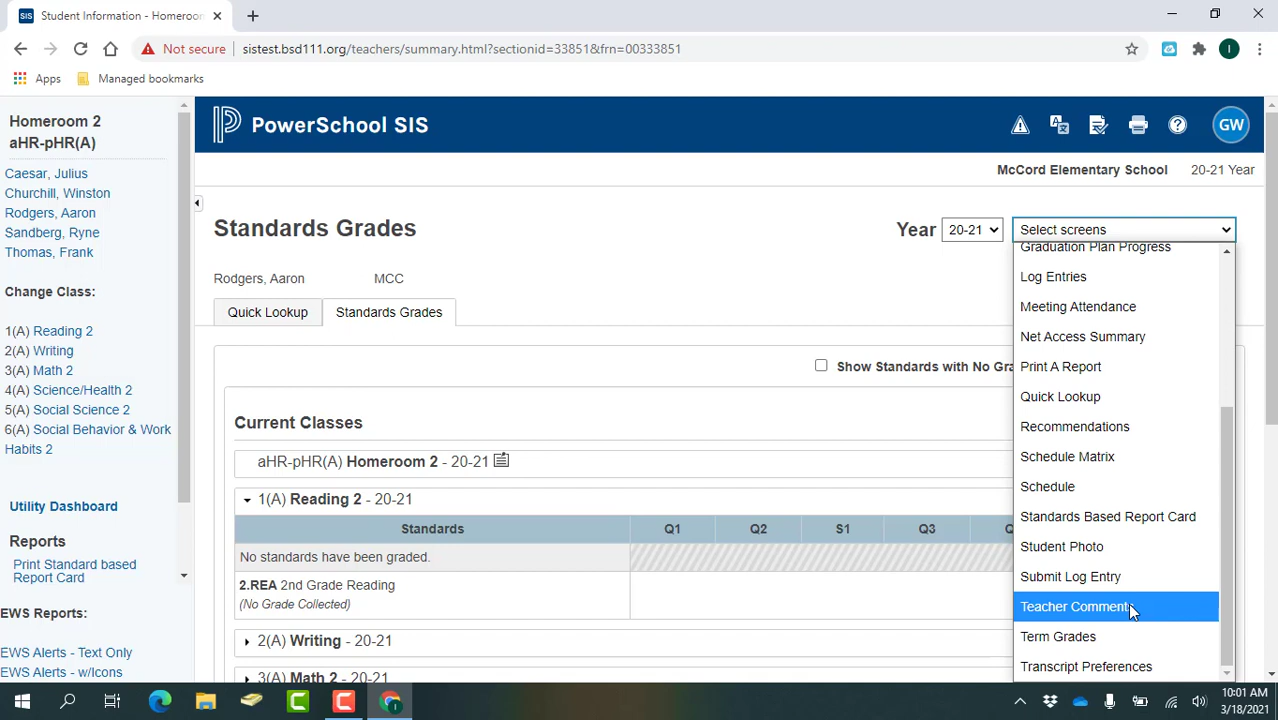 SIS Student Information - Homeroor
Not secure sistest.bsd111.org/teachers/summary.html?sectionid=33851&frn=00333851
I
Apps Managed bookmarks
Homeroom 2
aHR-pHR(A)
Caesar, Julius
Churchill, Winston
Rodgers, Aaron
Sandberg, Ryne
Thomas, Frank
Change Class:
1(A) Reading 2
2(A) Writing
3(A) Math 2
4(A) Science/Health 2
5(A) Social Science 2
6(A) Social Behavior & Work
Habits 2
Utility Dashboard
Reports
Print Standard based
Report Card
EWS Reports:
EWS Alerts - Text Only
EWS Alerts - w/Icons
PowerSchool SIS
GW
McCord Elementary School 20-21 Year
Standards Grades
Year 20-21 Select screens
Rodgers, Aaron MCC
Quick Lookup Standards Grades
Show Standards with No Gra
Current Classes
aHR-pHR(A) Homeroom 2 - 20-21
1(A) Reading 2 - 20-21
Standards Q1 Q2 S1 Q3 Q
No standards have been graded.
2.REA 2nd Grade Reading
(No Grade Collected)
2(A) Writing - 20-21
3(A) Math 2 - 20-21
Graduation Plan Progress
Log Entries
Meeting Attendance
Net Access Summary
Print A Report
Quick Lookup
Recommendations
Schedule Matrix
Schedule
Standards Based Report Card
Student Photo
Submit Log Entry
Teacher Comment
Term Grades
Transcript Preferences
10:01 AM
3/18/2021